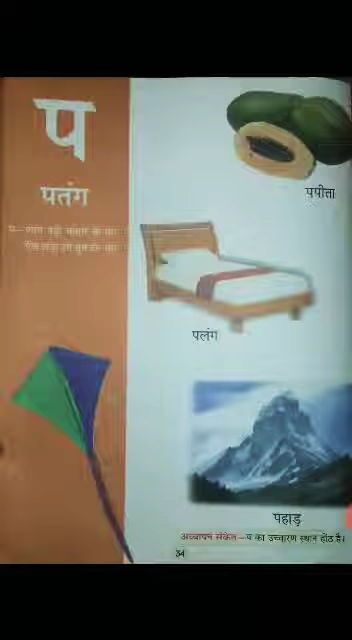 प
पतंग
पपीता
पलंग
पहाड़
अध्यापन संकेत – प का उच्चारण स्थान होंठ है।
34